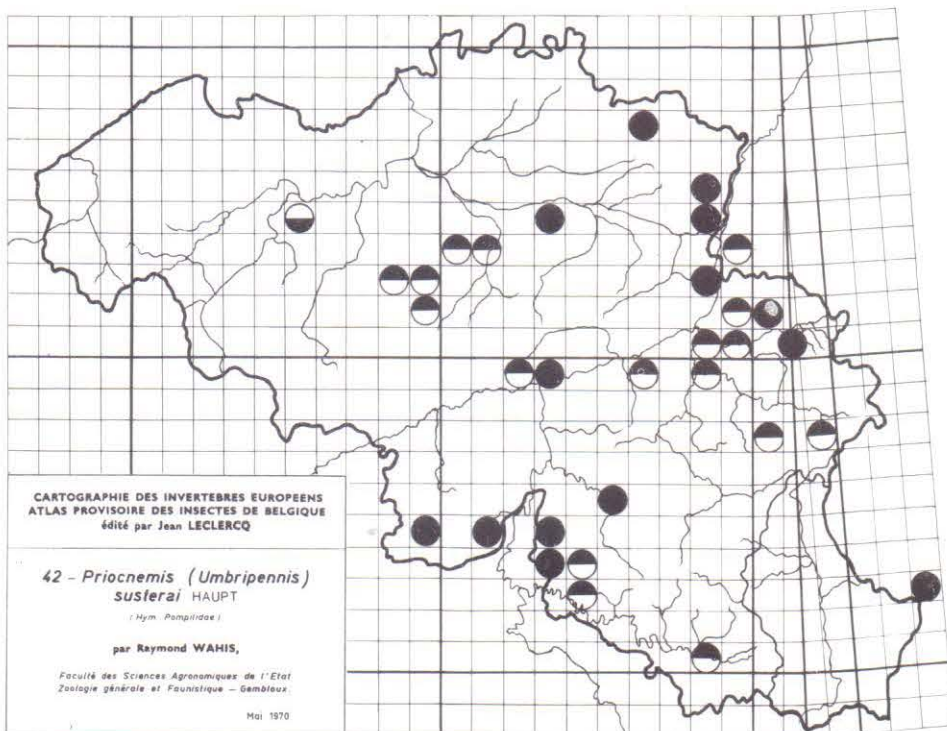 CARTOGRAPHIE DES INVERTEBRES EUROPEENS
ATLAS PROVISOIRE DES INSECTES DE BELGIQUE
édité par Jean LECLERCQ
42 - Priocnemis (Umbripennis)
susterai HAUPT
(Hym. Pompilidae)
par Raymond WAHIS,
Faculté des Sciences Agronomiques de l'Etat
Zoologie générale et Faunistique - Gembloux.
Mai 1970